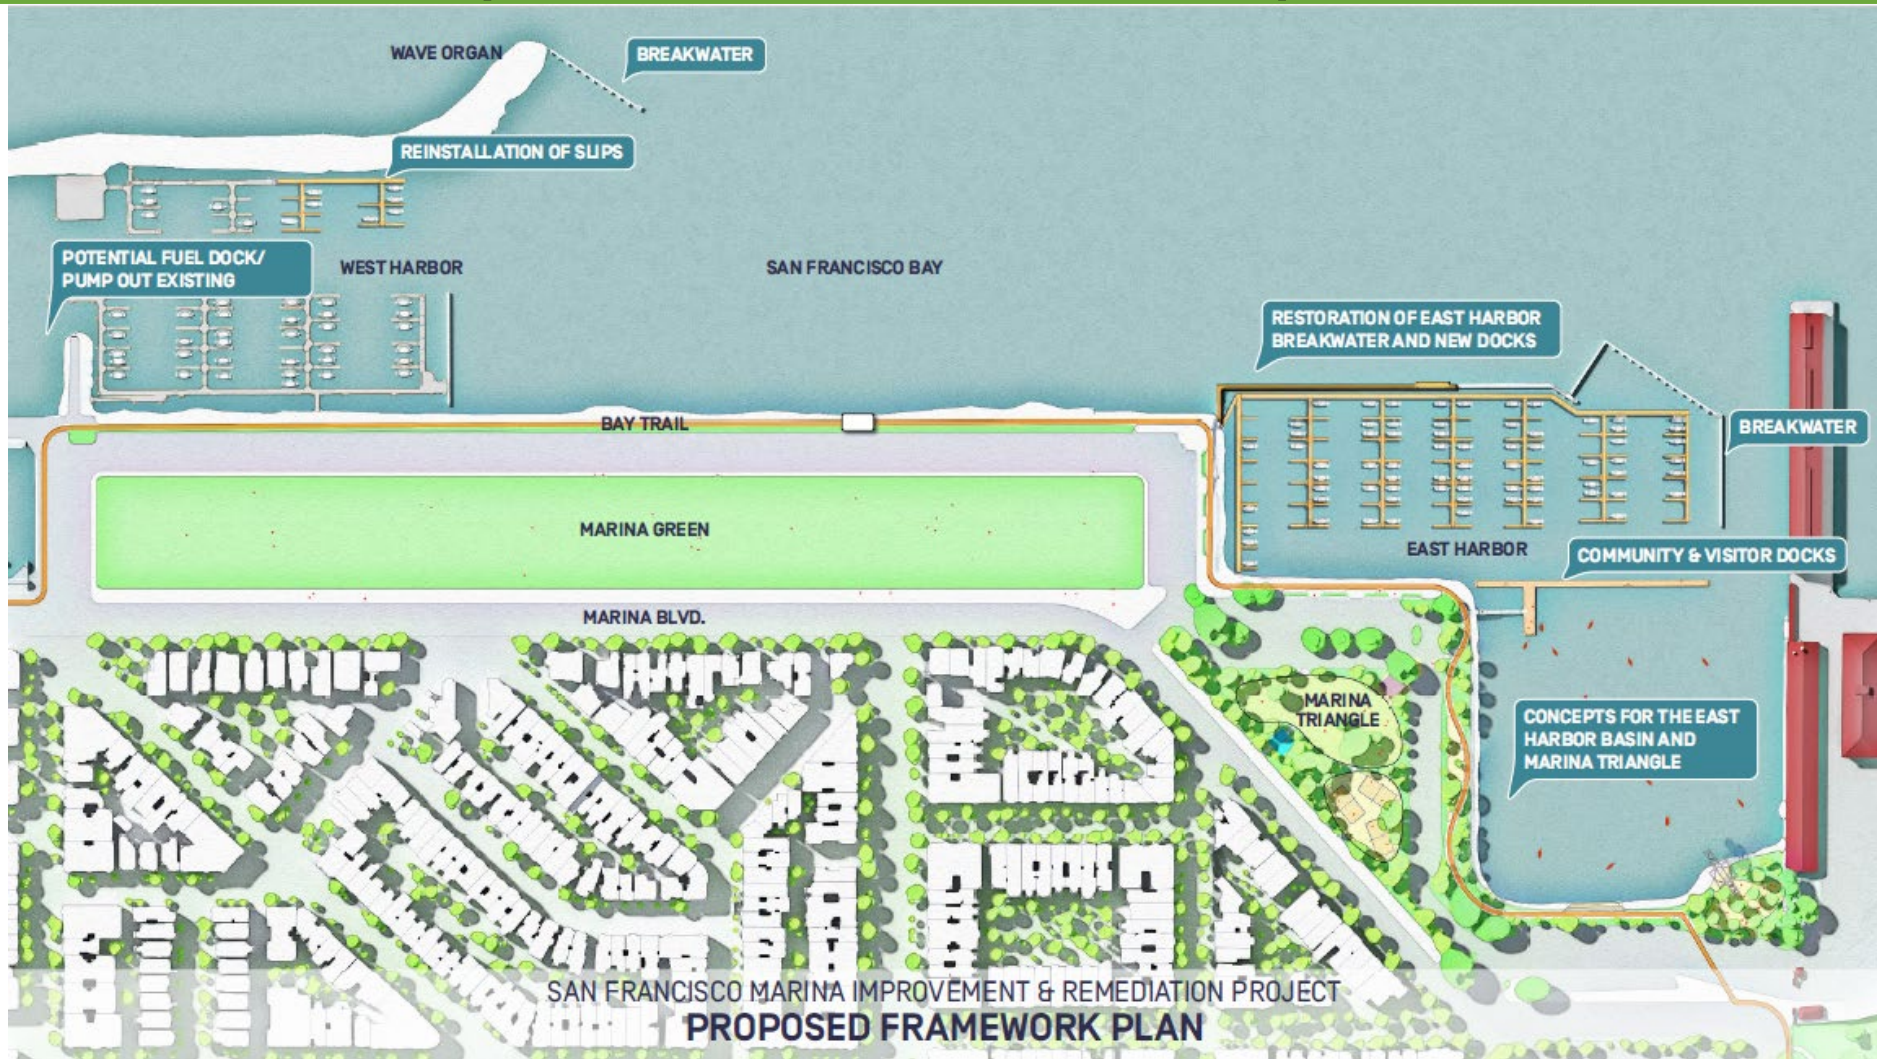 WAVE ORGAN
BREAKWATER
REINSTALLATION OF SLIPS
POTENTIAL FUEL DOCK/
PUMP OUT EXISTING
WEST HARBOR
SAN FRANCISCO BAY
RESTORATION OF EAST HARBOR
BREAKWATER AND NEW DOCKS
BREAKWATER
BAY TRAIL
MARINA GREEN
EAST HARBOR
COMMUNITY & VISITOR DOCKS
MARINA BLVD.
MARINA
TRIANGLE
CONCEPTS FOR THE EAST
HARBOR BASIN AND
MARINA TRIANGLE
SAN FRANCISCO MARINA IMPROVEMENT & REMEDIATION PROJECT
PROPOSED FRAMEWORK PLAN